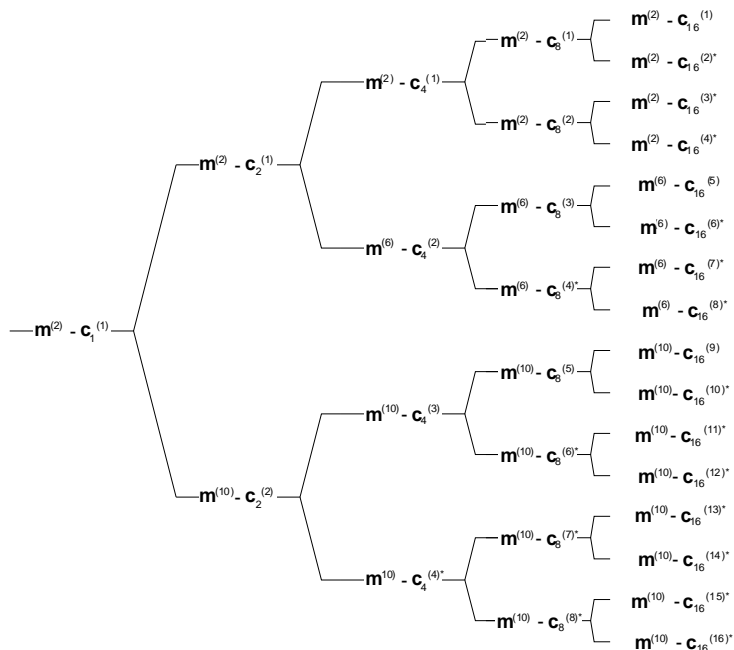 m(2) - c16(1)
m(2) - c8(1)
m(2) - c16(2)*
m(2) - c4(1)
m(2) - c16(3)*
m(2) - c8(2)
m(2) - c16(4)*
m(2) - c2(1)
m(6) - c16(5)
m(6) - c8(3)
m(6) - c16(6)*
m(6) - c4(2)
m(6) - c16(7)*
m(6) - c8(4)*
m(6) - c16(8)*
m(2) - c1(1)
m(10) - c16(9)
m(10) - c8(5)
m(10) - c16(10)*
m(10) - c4(3)
m(10) - c16(11)*
m(10) - c8(6)*
m(10) - c16(12)*
m(10) - c2(2)
m(10) - c16(13)*
m(10) - c8(7)*
m(10) - c16(14)*
m10) - c4(4)*
m(10) - c16(15)*
m(10) - c8(8)*
m(10) - c16(16)*